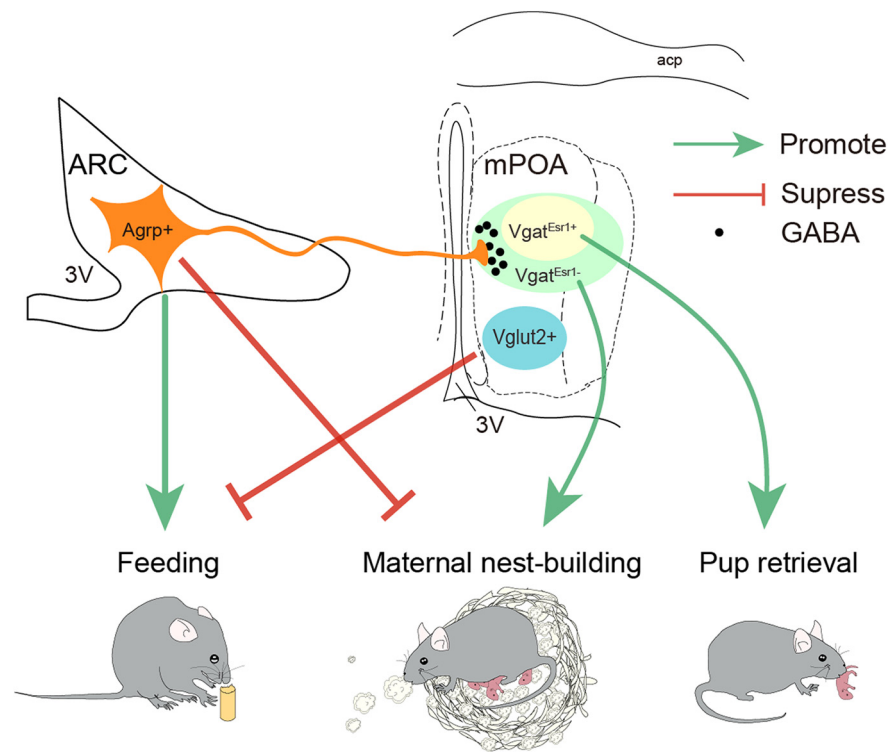 acp
Promote
Supress
GABA
ARC
Agrp+
3V
mPOA
Vgat^Esr1+
Vgat^Esr1-
Vglut2+
3V
Feeding
Maternal nest-building
Pup retrieval